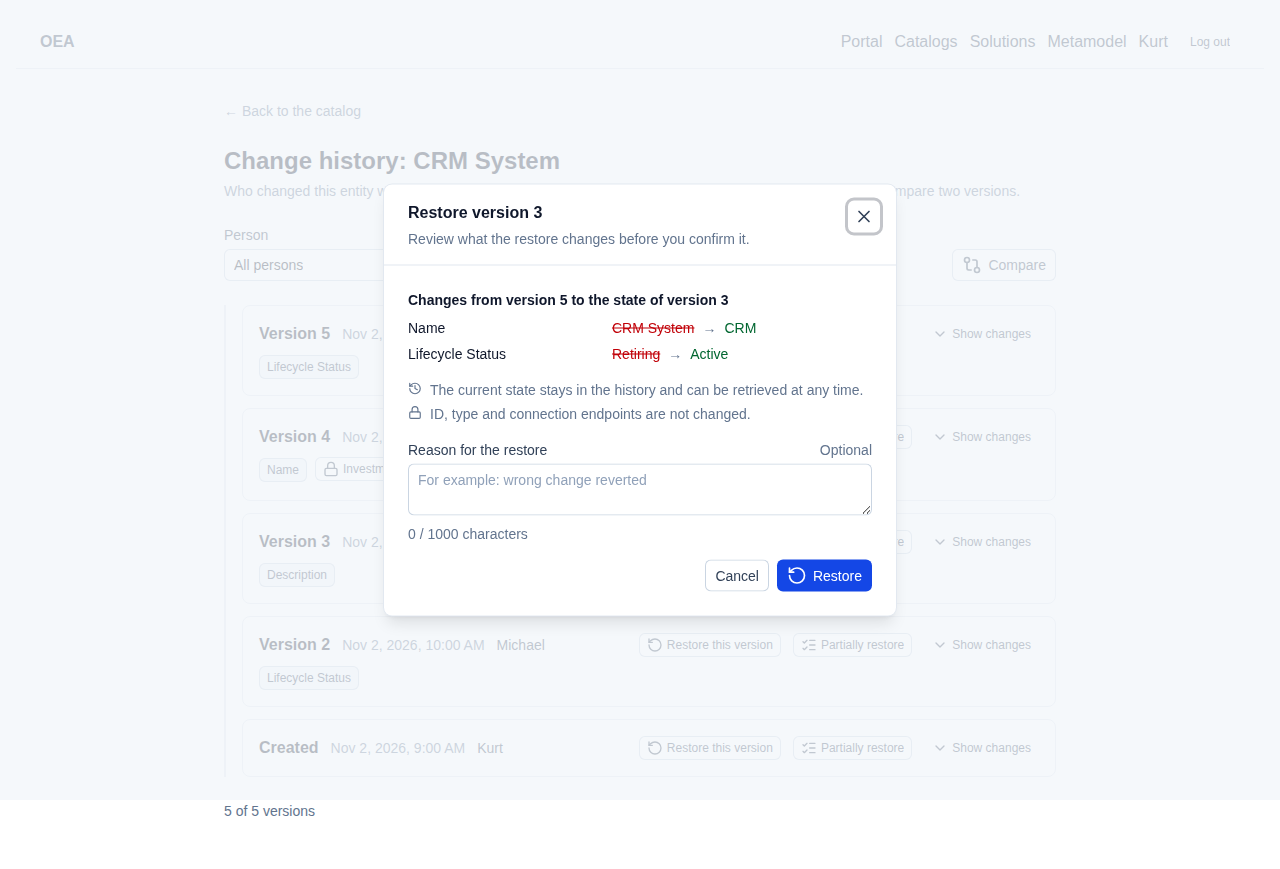 OEA
Portal Catalogs Solutions Metamodel Kurt Log out
← Back to the catalog
Change history: CRM System
Who changed this entity w
mpare two versions.
Person
All persons
Compare
Restore version 3
Review what the restore changes before you confirm it.
Changes from version 5 to the state of version 3
Name CRM System → CRM
Lifecycle Status Retiring → Active
The current state stays in the history and can be retrieved at any time.
ID, type and connection endpoints are not changed.
Reason for the restore Optional
For example: wrong change reverted
0 / 1000 characters
Cancel Restore
Version 5 Nov 2, Show changes
Lifecycle Status
Version 4 Nov 2, e Show changes
Name Investm
Version 3 Nov 2, e Show changes
Description
Version 2 Nov 2, 2026, 10:00 AM Michael Restore this version Partially restore Show changes
Lifecycle Status
Created Nov 2, 2026, 9:00 AM Kurt Restore this version Partially restore Show changes
5 of 5 versions